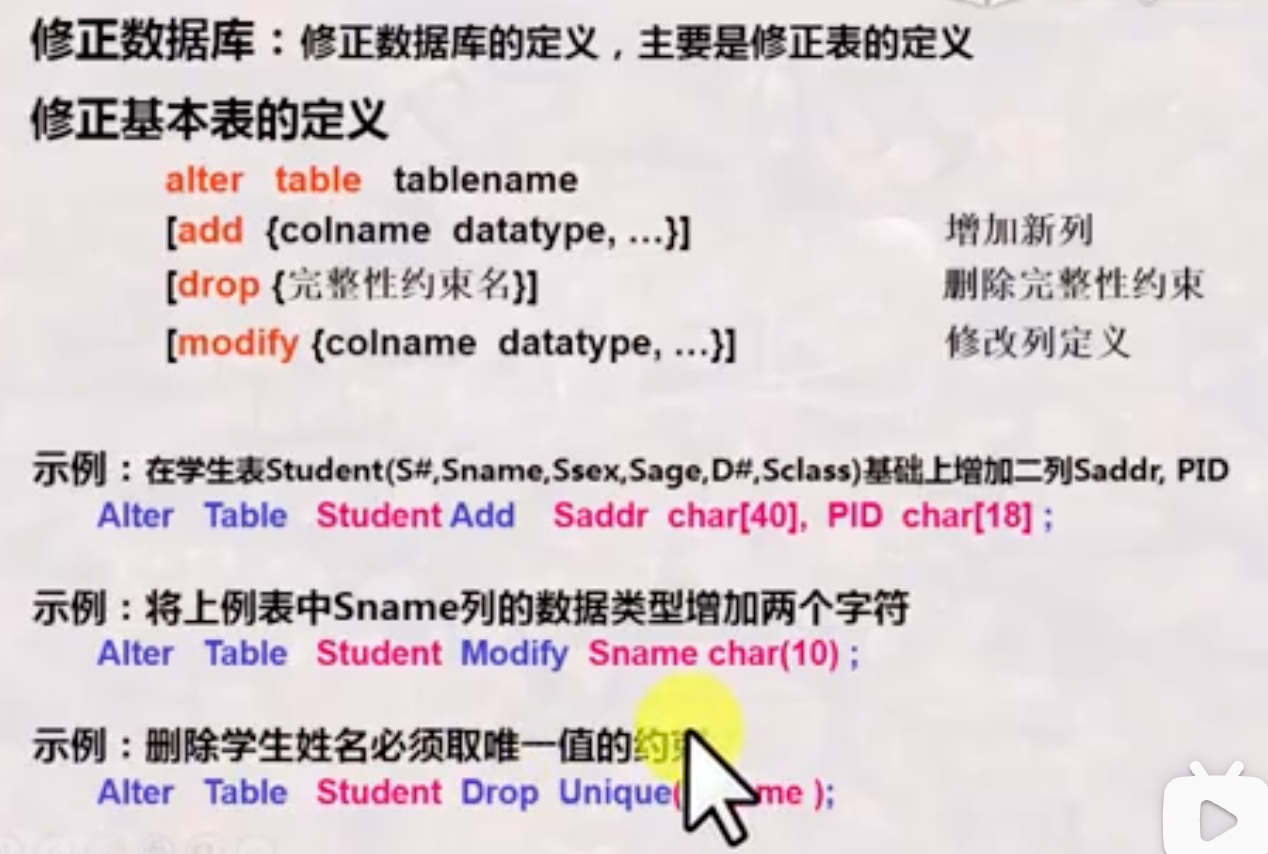 修正数据库：修正数据库的定义，主要是修正表的定义
修正基本表的定义
alter table tablename
[add {colname datatype, …}] 增加新列
[drop {完整性约束名}] 删除完整性约束
[modify {colname datatype, …}] 修改列定义
示例：在学生表Student(S#,Sname,Ssex,Sage,D#,Sclass)基础上增加二列Saddr, PID
Alter Table Student Add Saddr char[40], PID char[18] ;
示例：将上例表中Sname列的数据类型增加两个字符
Alter Table Student Modify Sname char(10) ;
示例：删除学生姓名必须取唯一值的约束
Alter Table Student Drop Unique( me );